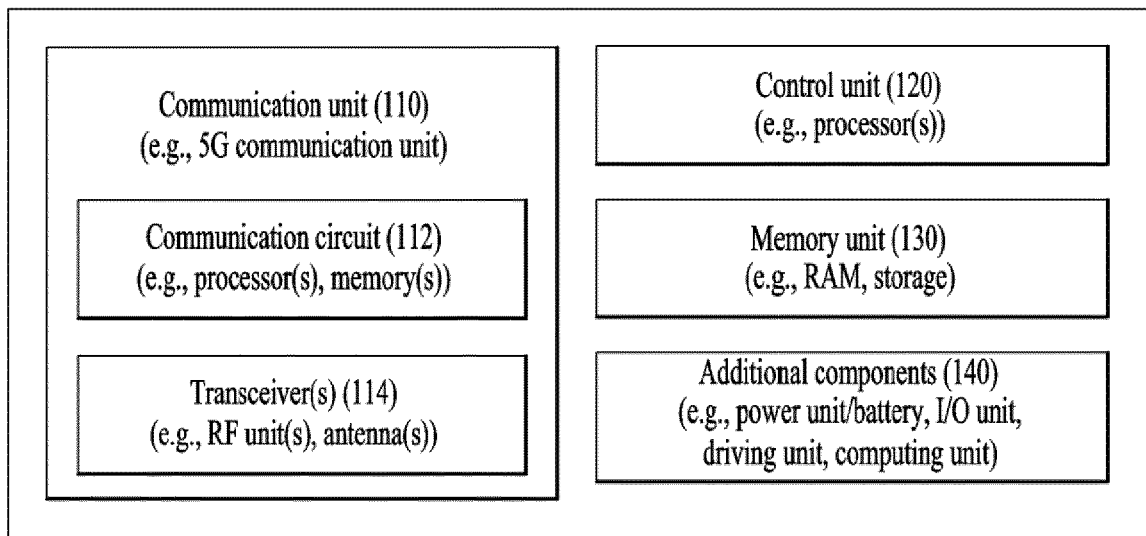 Communication unit (110)
(e.g., 5G communication unit)
Communication circuit (112)
(e.g., processor(s), memory(s))
Transceiver(s) (114)
(e.g., RF unit(s), antenna(s))
Control unit (120)
(e.g., processor(s))
Memory unit (130)
(e.g., RAM, storage)
Additional components (140)
(e.g., power unit/battery, I/O unit,
driving unit, computing unit)